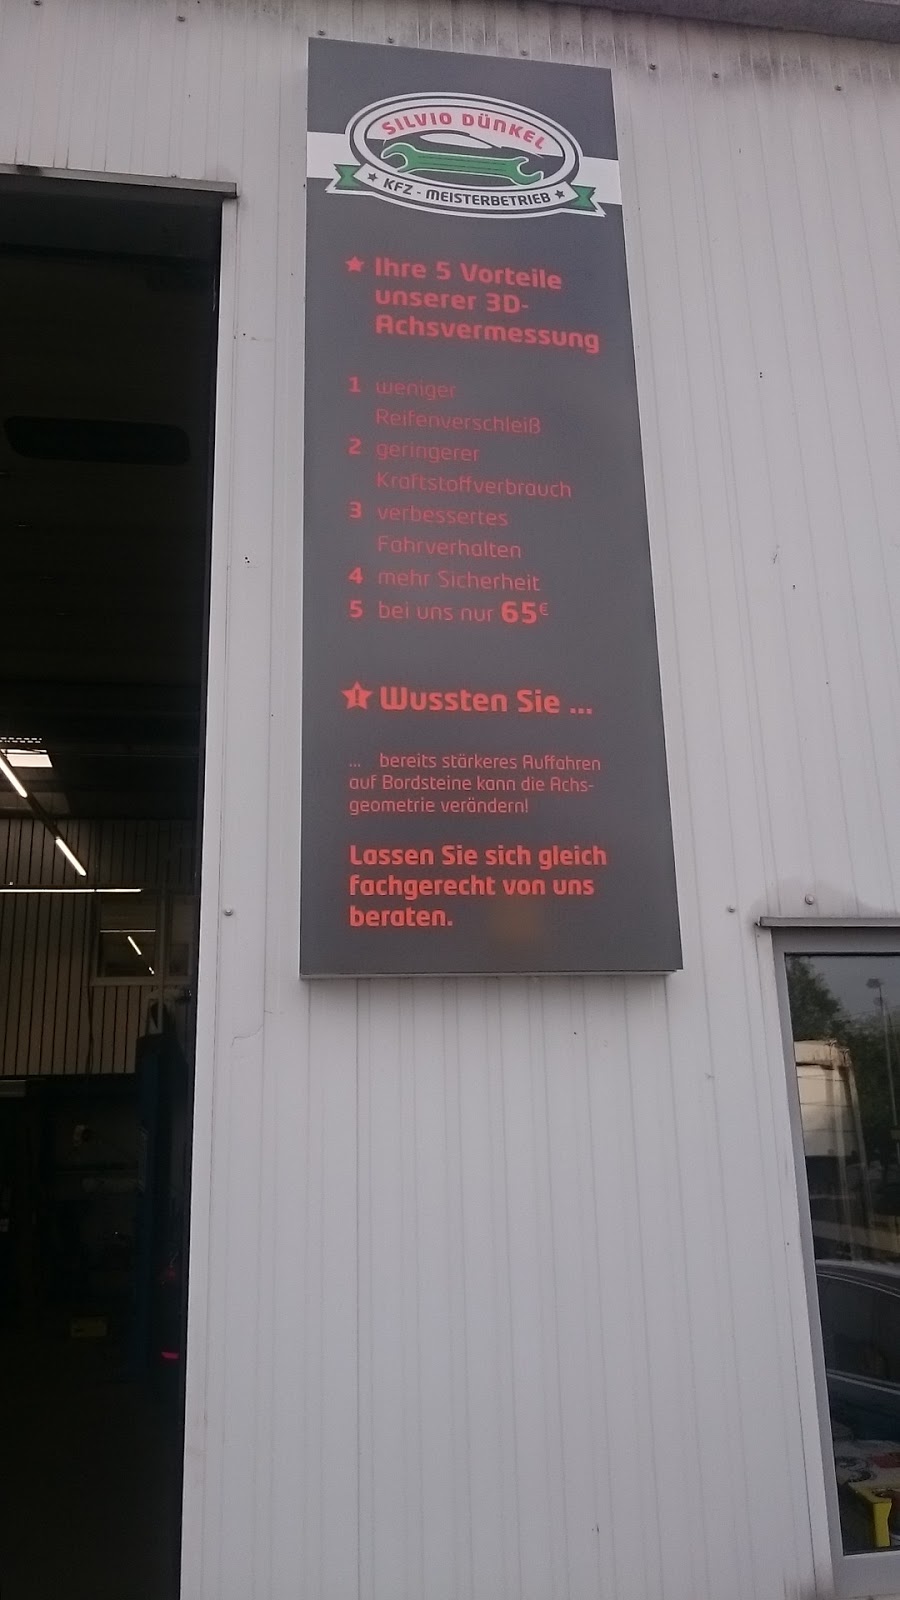 SILVIO DÜNKEL
KFZ - MEISTERBETRIEB
Ihre 5 Vorteile
unserer 3D-
Achsvermessung
1 weniger
Reifenverschleiß
2 geringerer
Kraftstoffverbrauch
3 verbessertes
Fahrverhalten
4 mehr Sicherheit
5 bei uns nur 65€
! Wussten Sie ...
... bereits stärkeres Auffahren
auf Bordsteine kann die Achs-
geometrie verändern!
Lassen Sie sich gleich
fachgerecht von uns
beraten.